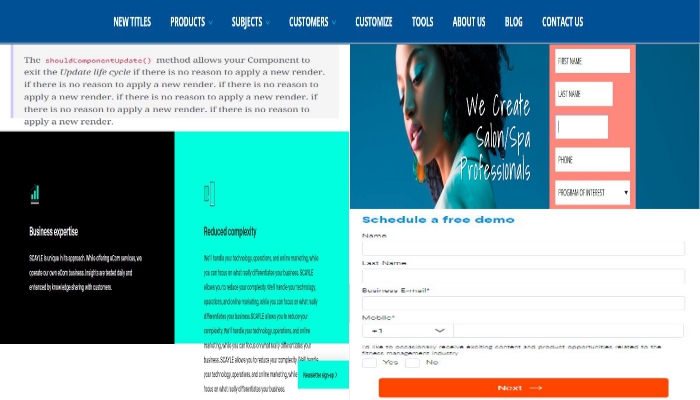 NEW TITLES PRODUCTS SUBJECTS CUSTOMERS CUSTOMIZE TOOLS ABOUT US BLOG CONTACT US
The shouldComponentUpdate() method allows your Component to
exit the Update life cycle if there is no reason to apply a new render.
if there is no reason to apply a new render. if there is no reason to
apply a new render. if there is no reason to apply a new render. if
there is no reason to apply a new render. if there is no reason to
apply a new render.
Business expertise
SCAYLE is unique in its approach. While offering eCom services, we
operate our own eCom business. Insights are tested daily and
enhanced by knowledge sharing with customers.
Reduced complexity
We'll handle your technology, operations, and online marketing, while
you can focus on what really differentiates your business. SCAYLE
allows you to reduce your complexity. We'll handle your technology,
operations, and online marketing, while you can focus on what really
differentiates your business. SCAYLE allows you to reduce your
complexity. We'll handle your technology, operations, and online
marketing, while you can focus on what really differentiates your
business. SCAYLE allows you to reduce your complexity. We'll handle
your technology, operations, and online marketing, while you can
focus on what really differentiates your business.
Newsletter sign-up
We Create
Salon/Spa
Professionals
FIRST NAME
LAST NAME
PHONE
PROGRAM OF INTEREST
Schedule a free demo
Name
Last Name
Business E-mail*
Mobile*
+1
I'd like to occasionally receive exciting content and product opportunities related to the
fitness management industry
Yes No
Next →